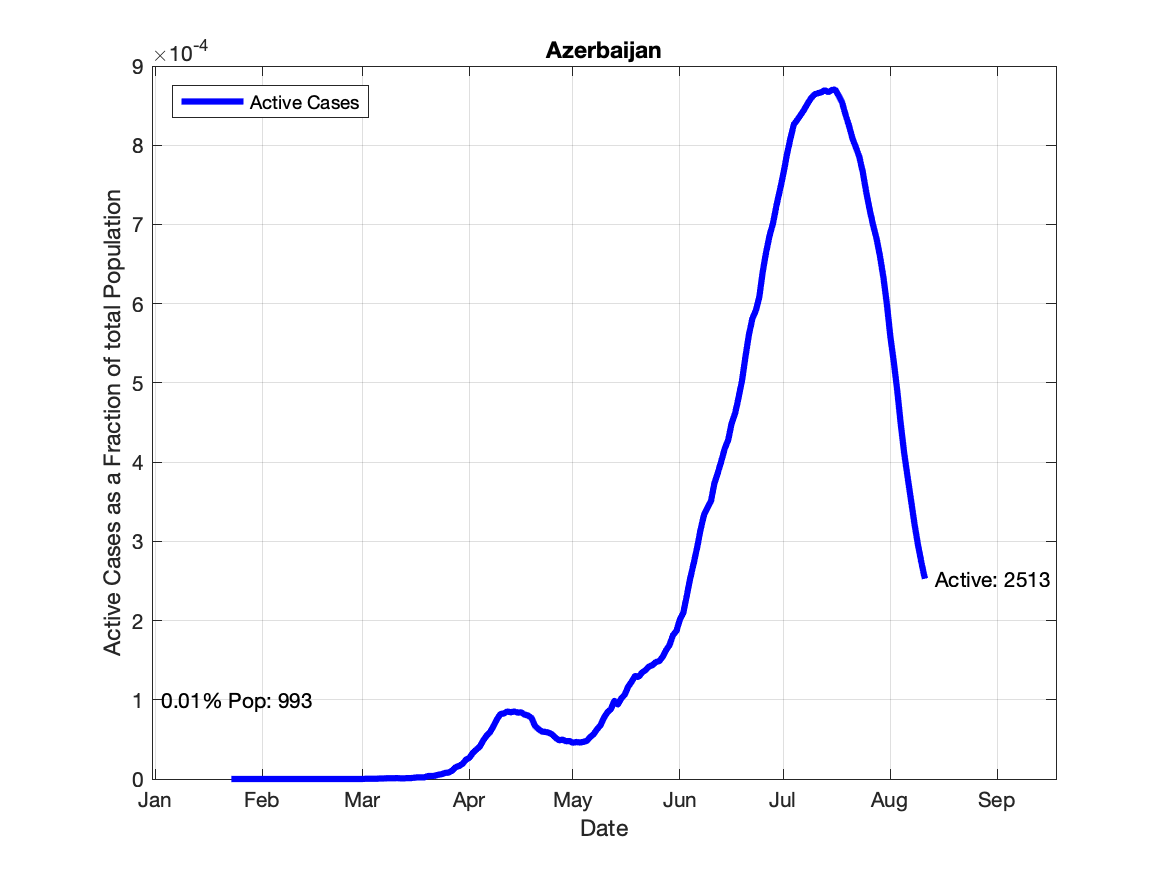 ×10-4
Azerbaijan
Active Cases
Active Cases as a Fraction of total Population
9
8
7
6
5
4
3
2
1
0
0.01% Pop: 993
Active: 2513
Jan Feb Mar Apr May Jun Jul Aug Sep
Date